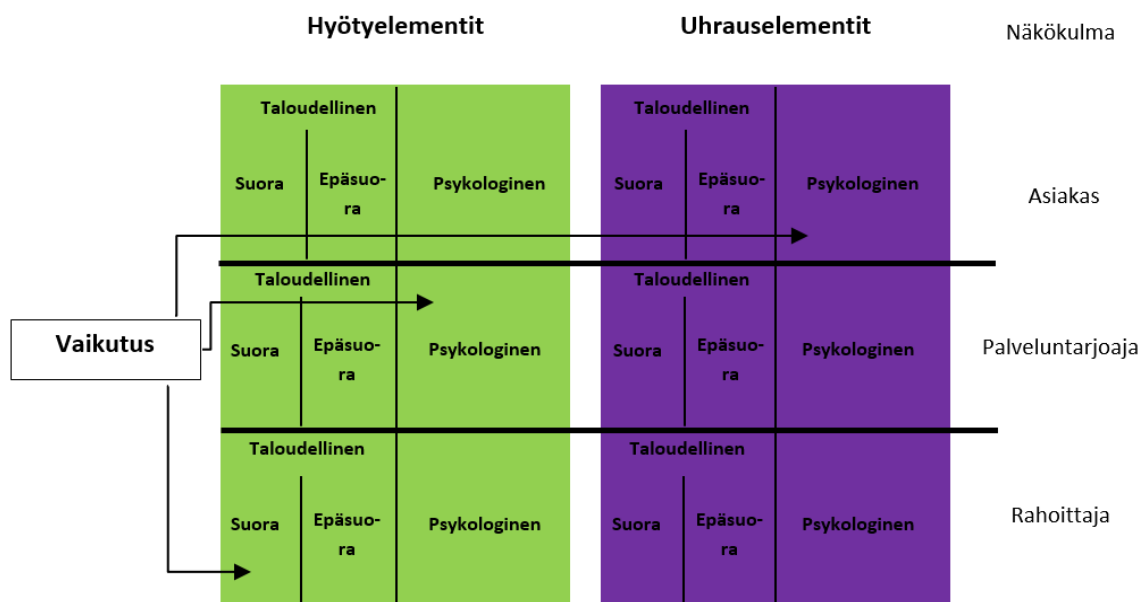 Hyötyelementit Uhrauselementit Näkökulma
Taloudellinen Taloudellinen
Suora Epäsuo- Psykologinen Suora Epäsuo- Psykologinen Asiakas
ra ra
Taloudellinen Taloudellinen
Vaikutus Suora Epäsuo- Psykologinen Suora Epäsuo- Psykologinen Palveluntarjoaja
ra ra
Taloudellinen Taloudellinen
Suora Epäsuo- Psykologinen Suora Epäsuo- Psykologinen Rahoittaja
ra ra